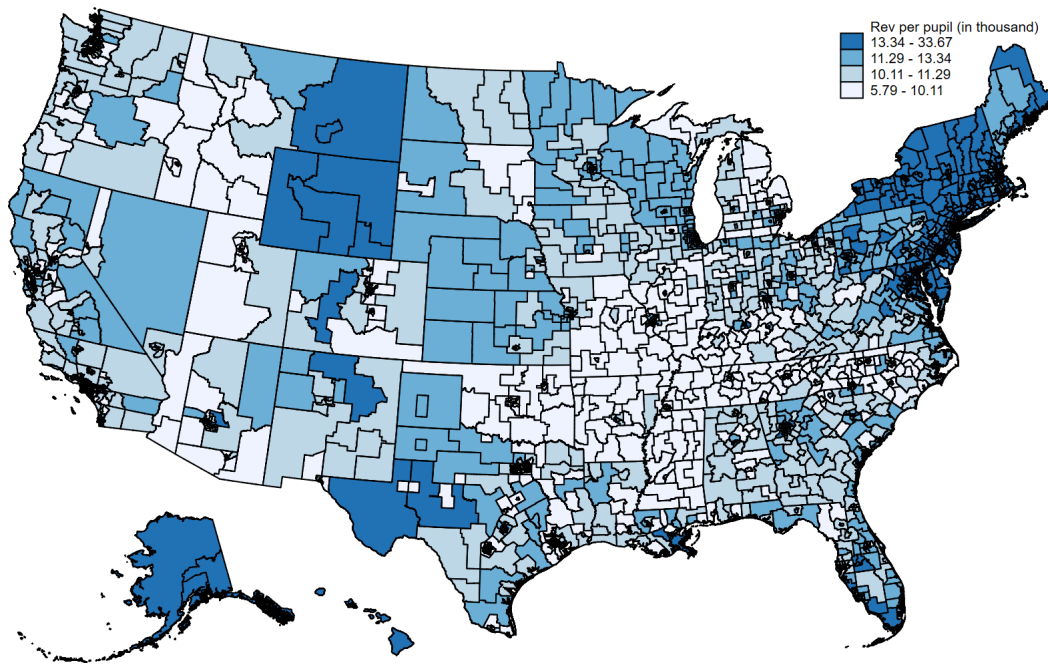 Rev per pupil (in thousand)
13.34 - 33.67
11.29 - 13.34
10.11 - 11.29
5.79 - 10.11